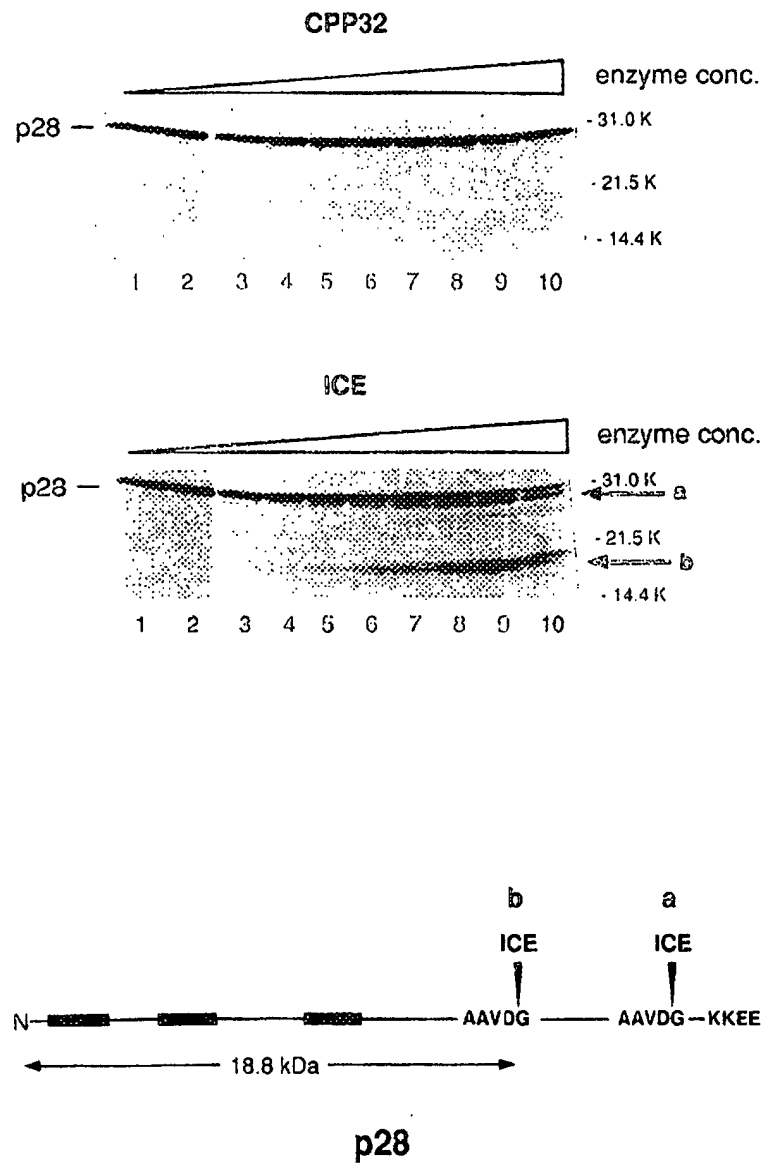 CPP32
enzyme conc.
p28 —
- 31.0 K
- 21.5 K
- 14.4 K
1 2 3 4 5 6 7 8 9 10
ICE
enzyme conc.
p28 —
- 31.0 K
a
- 21.5 K
b
- 14.4 K
1 2 3 4 5 6 7 8 9 10
b a
ICE ICE
N AAVDG AAVDG KKEE
18.8 kDa
p28